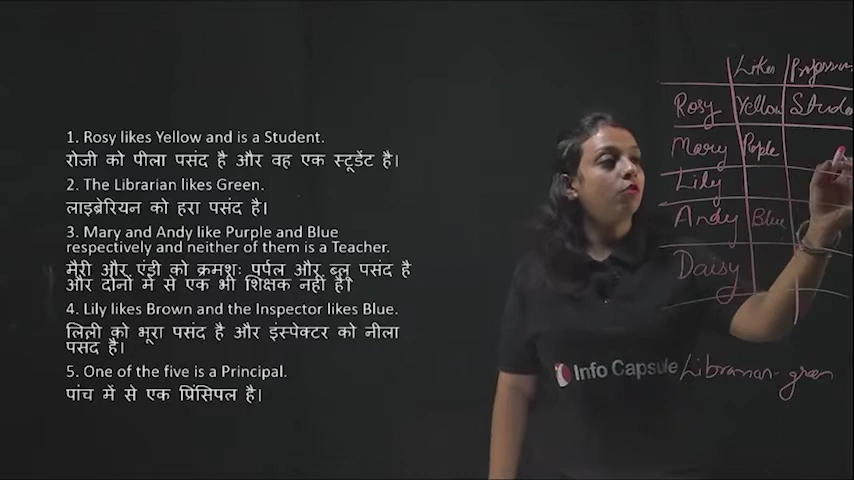 1. Rosy likes Yellow and is a Student.
रोजी को पीला पसंद है और वह एक स्टूडेंट है।
2. The Librarian likes Green.
लाइब्रेरियन को हरा पसंद है।
3. Mary and Andy like Purple and Blue
respectively and neither of them is a Teacher.
मैरी और एंडी को क्रमशः पर्पल और ब्लू पसंद है
और दोनों में से एक भी शिक्षक नहीं है।
4. Lily likes Brown and the Inspector likes Blue.
लिली को भूरा पसंद है और इंस्पेक्टर को नीला
पसंद है।
5. One of the five is a Principal.
पांच में से एक प्रिंसिपल है।
Likes Profession
Rosy Yellow Stude
Mary Purple
Lily
Andy Blue
Daisy
Info Capsule
Librarian - green